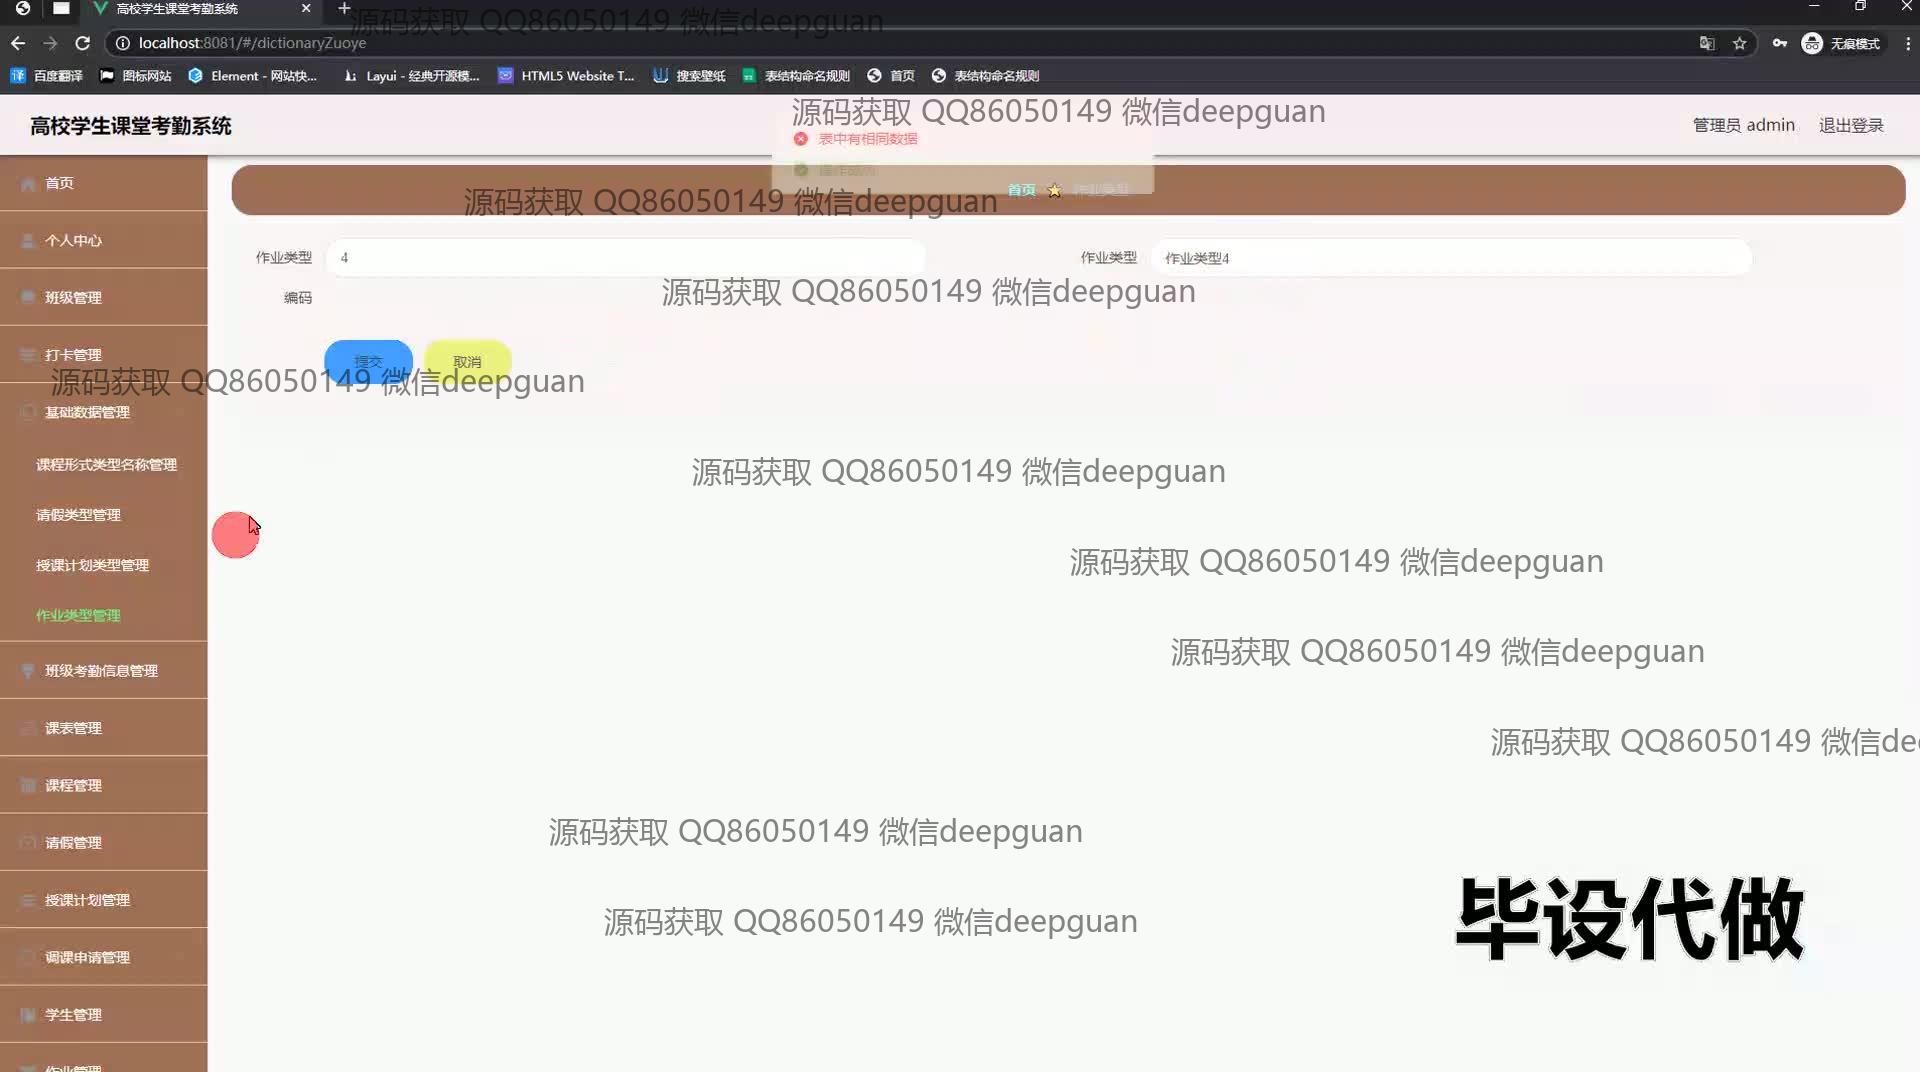 高校学生课堂考勤系统
源码获取 QQ86050149 微信deepguan
localhost:8081/#/dictionaryZuoye
无痕模式
百度翻译
图标网站
Element - 网站快...
Layui - 经典开源模...
HTML5 Website T...
搜索壁纸
表结构命名规则
首页
表结构命名规则
源码获取 QQ86050149 微信deepguan
高校学生课堂考勤系统
表中有相同数据
管理员 admin
退出登录
操作成功
首页
作业类型
源码获取 QQ86050149 微信deepguan
首页
个人中心
班级管理
打卡管理
基础数据管理
课程形式类型名称管理
请假类型管理
授课计划类型管理
作业类型管理
班级考勤信息管理
课表管理
课程管理
请假管理
授课计划管理
调课申请管理
学生管理
作业管理
作业类型
编码
4
作业类型
作业类型4
源码获取 QQ86050149 微信deepguan
提交
取消
源码获取 QQ86050149 微信deepguan
源码获取 QQ86050149 微信deepguan
源码获取 QQ86050149 微信deepguan
源码获取 QQ86050149 微信deepguan
源码获取 QQ86050149 微信dee
源码获取 QQ86050149 微信deepguan
源码获取 QQ86050149 微信deepguan
毕设代做